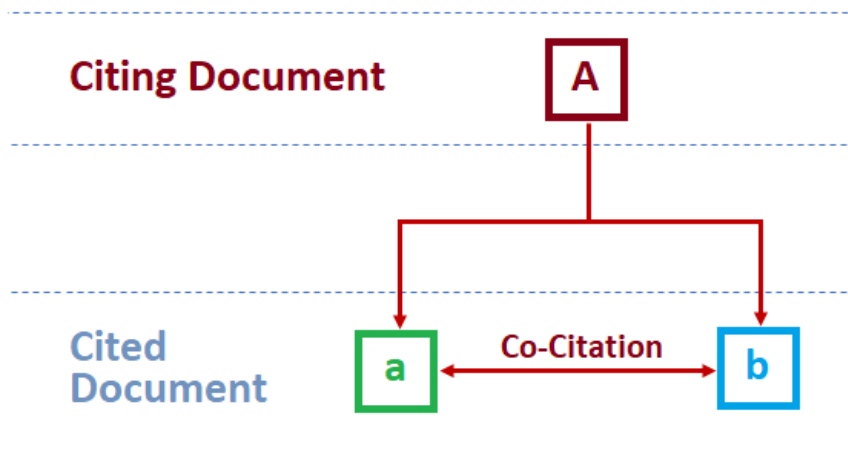 Citing Document
A
Co-Citation
Cited
Document
a
b